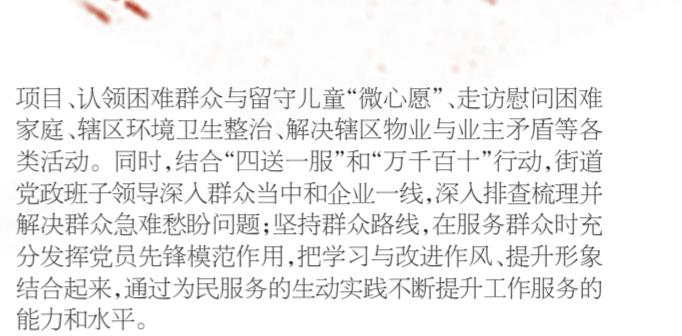 项目、认领困难群众与留守儿童“微心愿”、走访慰问困难
家庭、辖区环境卫生整治、解决辖区物业与业主矛盾等各
类活动。同时,结合“四送一服”和“万千百十”行动,街道
党政班子领导深入群众当中和企业一线,深入排查梳理并
解决群众急难愁盼问题;坚持群众路线,在服务群众时充
分发挥党员先锋模范作用,把学习与改进作风、提升形象
结合起来,通过为民服务的生动实践不断提升工作服务的
能力和水平。